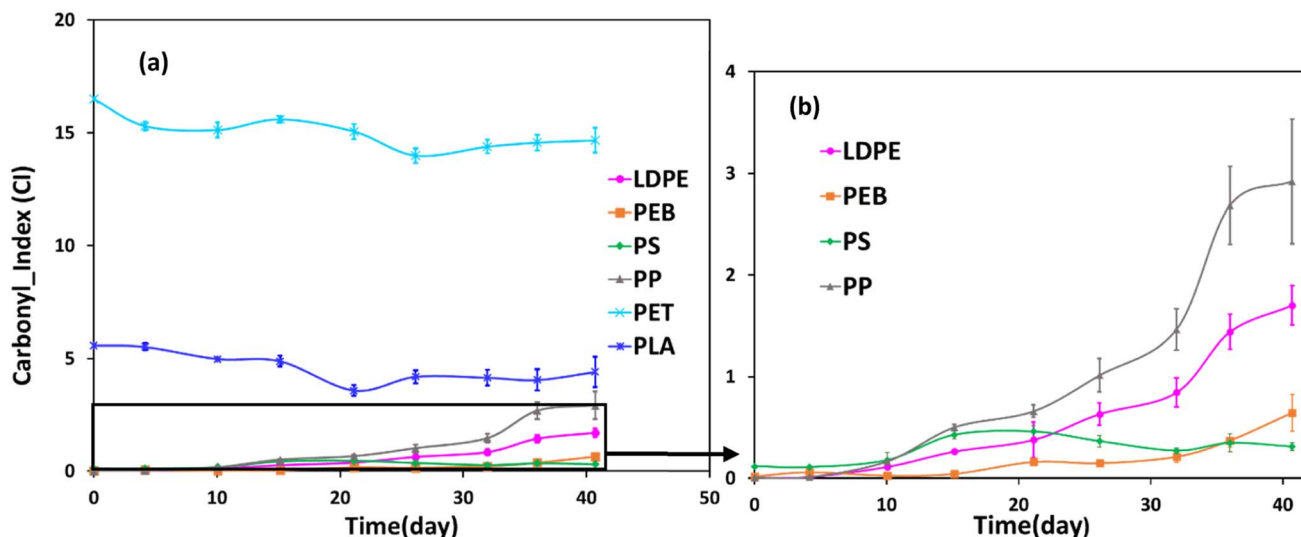 (a)
Carbonyl_Index (CI)
20
15
10
5
0
0 10 20 30 40 50
Time(day)
LDPE
PEB
PS
PP
PET
PLA
(b)
4
3
2
1
0
0 10 20 30 40
Time(day)
LDPE
PEB
PS
PP